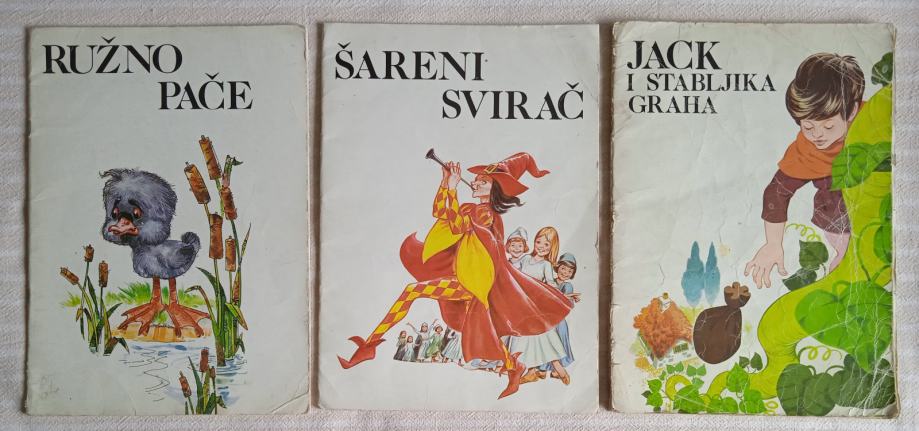 RUŽNO
PAČE
ŠARENI
SVIRAČ
JACK
I STABLJIKA
GRAHA